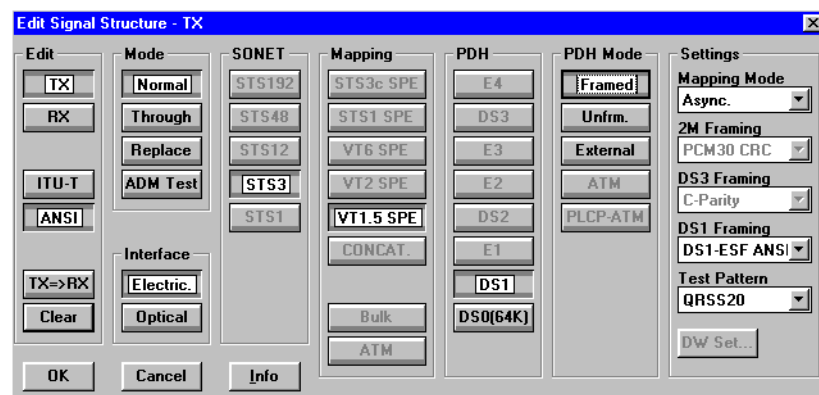 Edit Signal Structure - TX
Edit
TX
RX
ITU-T
ANSI
TX=>RX
Clear
Mode
Normal
Through
Replace
ADM Test
Interface
Electric.
Optical
SONET
STS192
STS48
STS12
STS3
STS1
Mapping
STS3c SPE
STS1 SPE
VT6 SPE
VT2 SPE
VT1.5 SPE
CONCAT.
Bulk
ATM
PDH
E4
DS3
E3
E2
DS2
E1
DS1
DS0(64K)
PDH Mode
Framed
Unfrm.
External
ATM
PLCP-ATM
Settings
Mapping Mode
Async.
2M Framing
PCM30 CRC
DS3 Framing
C-Parity
DS1 Framing
DS1-ESF ANSI
Test Pattern
QRSS20
DW Set...
OK
Cancel
Info